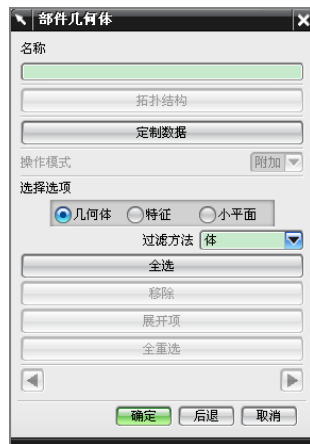 部件几何体
名称
拓扑结构
定制数据
操作模式 附加
选择选项
几何体 特征 小平面
过滤方法 体
全选
移除
展开项
全重选
确定 后退 取消